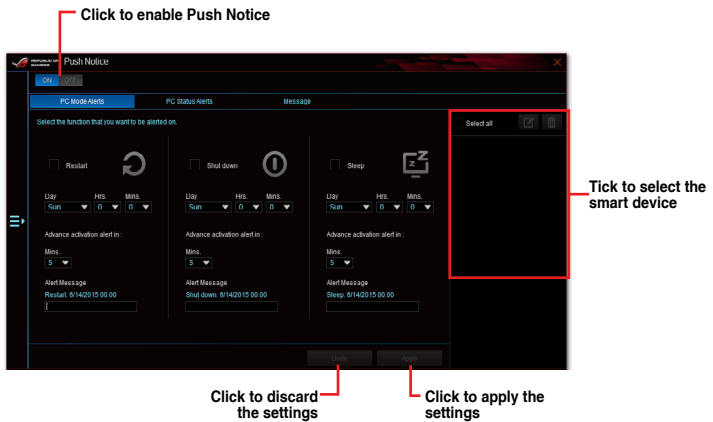 Click to enable Push Notice
REPUBLIC OF GAMERS Push Notice
ON Off
PC Mode Alerts PC Status Alerts Message
Select the function that you want to be alerted on.
Select all
Restart Shut down Sleep
Day Hrs. Mins. Day Hrs. Mins. Day Hrs. Mins.
Sun 0 0 Sun 0 0 Sun 0 0
Advance activation alert in : Advance activation alert in : Advance activation alert in :
Mins. Mins. Mins.
5 5 5
Alert Message Alert Message Alert Message
Restart. 6/14/2015 00.00 Shut down. 6/14/2015 00.00 Sleep. 6/14/2015 00.00
Tick to select the
smart device
Undo Apply
Click to discard
the settings
Click to apply the
settings